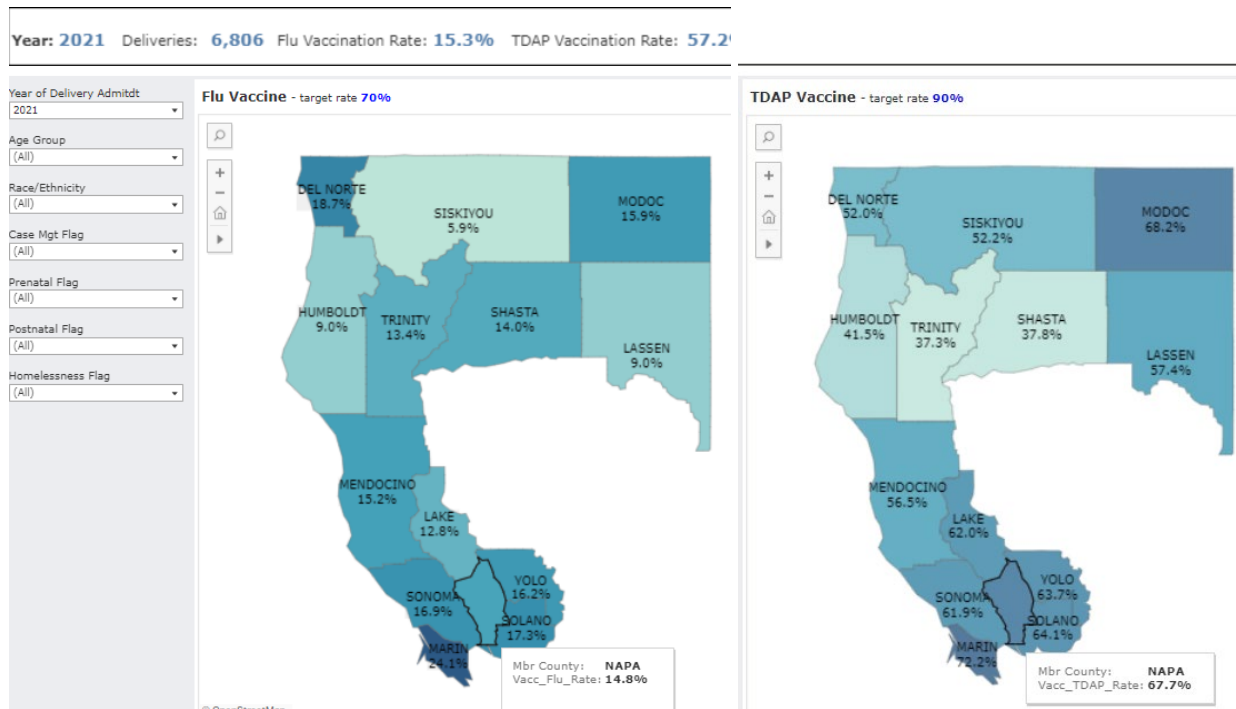 Year: 2021 Deliveries: 6,806 Flu Vaccination Rate: 15.3% TDAP Vaccination Rate: 57.2%
Year of Delivery Admitdt
2021
Age Group
(All)
Race/Ethnicity
(All)
Case Mgt Flag
(All)
Prenatal Flag
(All)
Postnatal Flag
(All)
Homelessness Flag
(All)
Flu Vaccine - target rate 70%
DEL NORTE
18.7%
SISKIYOU
5.9%
MODOC
15.9%
HUMBOLDT
9.0%
TRINITY
13.4%
SHASTA
14.0%
LASSEN
9.0%
MENDOCINO
15.2%
LAKE
12.8%
SONOMA
16.9%
YOLO
16.2%
SOLANO
17.3%
MARIN
24.1%
Mbr County: NAPA
Vacc_Flu_Rate: 14.8%
© OpenStreetMap
TDAP Vaccine - target rate 90%
DEL NORTE
52.0%
SISKIYOU
52.2%
MODOC
68.2%
HUMBOLDT
41.5%
TRINITY
37.3%
SHASTA
37.8%
LASSEN
57.4%
MENDOCINO
56.5%
LAKE
62.0%
SONOMA
61.9%
YOLO
63.7%
SOLANO
64.1%
MARIN
72.2%
Mbr County: NAPA
Vacc_TDAP_Rate: 67.7%